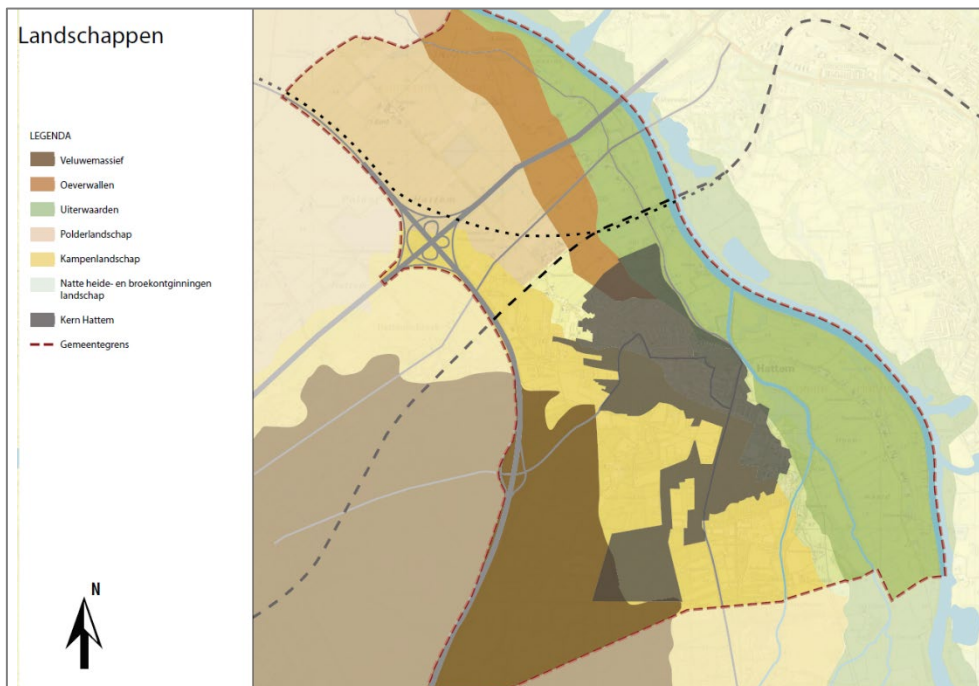 Landschappen
LEGENDA
Veluwemassief
Oeverwallen
Uiterwaarden
Polderlandschap
Kampenlandschap
Natte heide- en broekontginningen
landschap
Kern Hattem
Gemeentegrens
Hattem
N